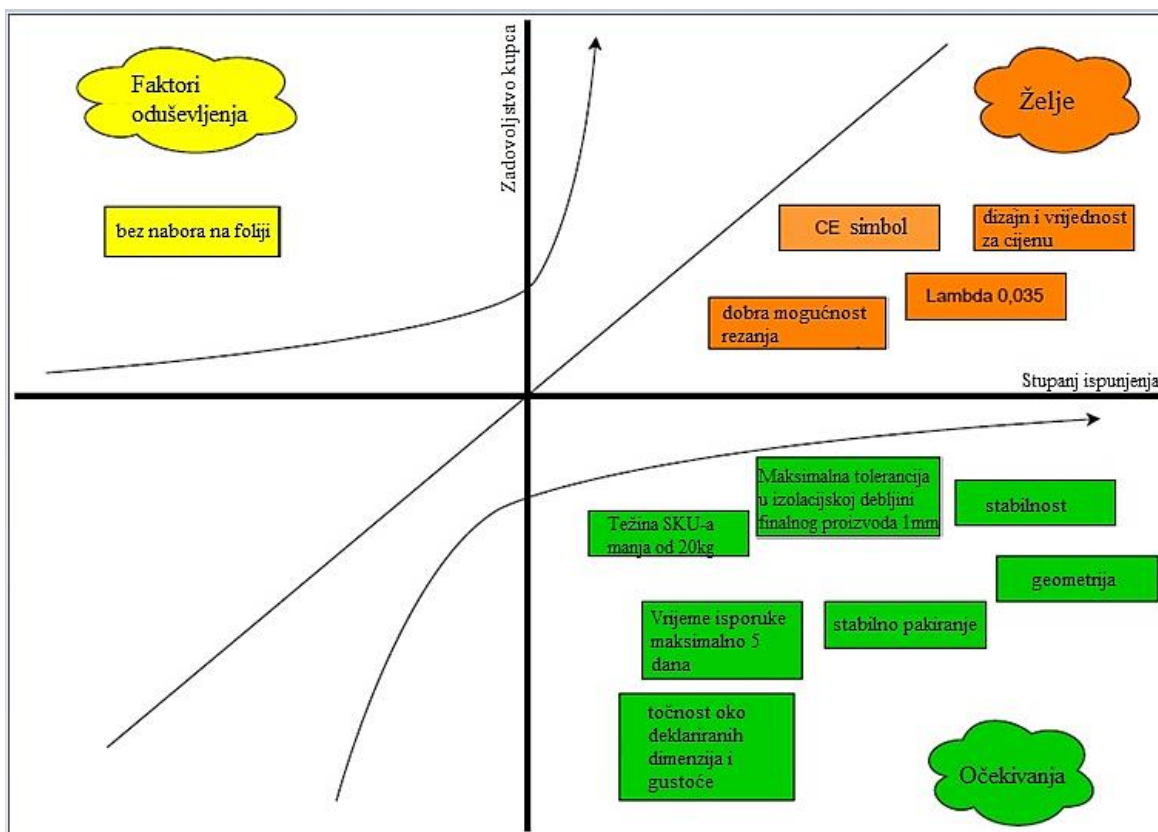 Faktori
oduševljenja
Zadovoljstvo kupca
Želje
bez nabora na foliji
CE simbol
dizajn i vrijednost
za cijenu
Lambda 0,035
dobra mogućnost
rezanja
Stupanj ispunjenja
Težina SKU-a
manja od 20kg
Maksimalna tolerancija
u izolacijskoj debljini
finalnog proizvoda 1mm
stabilnost
geometrija
Vrijeme isporuke
maksimalno 5
dana
stabilno pakiranje
točnost oko
deklariranih
dimenzija i
gustoće
Očekivanja